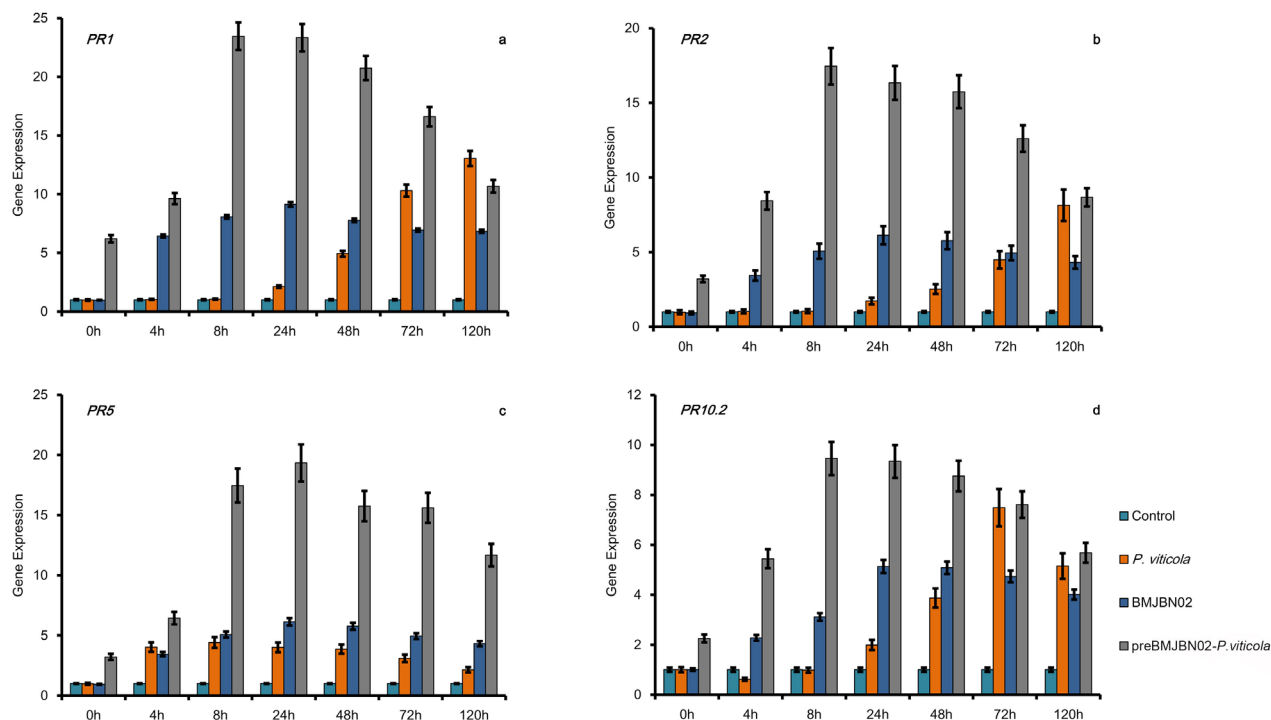 PR1
a
25
20
15
10
5
0
Gene Expression
0h 4h 8h 24h 48h 72h 120h
PR2
b
20
15
10
5
0
Gene Expression
0h 4h 8h 24h 48h 72h 120h
PR5
c
25
20
15
10
5
0
Gene Expression
0h 4h 8h 24h 48h 72h 120h
PR10.2
d
12
10
8
6
4
2
0
Gene Expression
0h 4h 8h 24h 48h 72h 120h
Control
P. viticola
BMJBN02
preBMJBN02-P.viticola